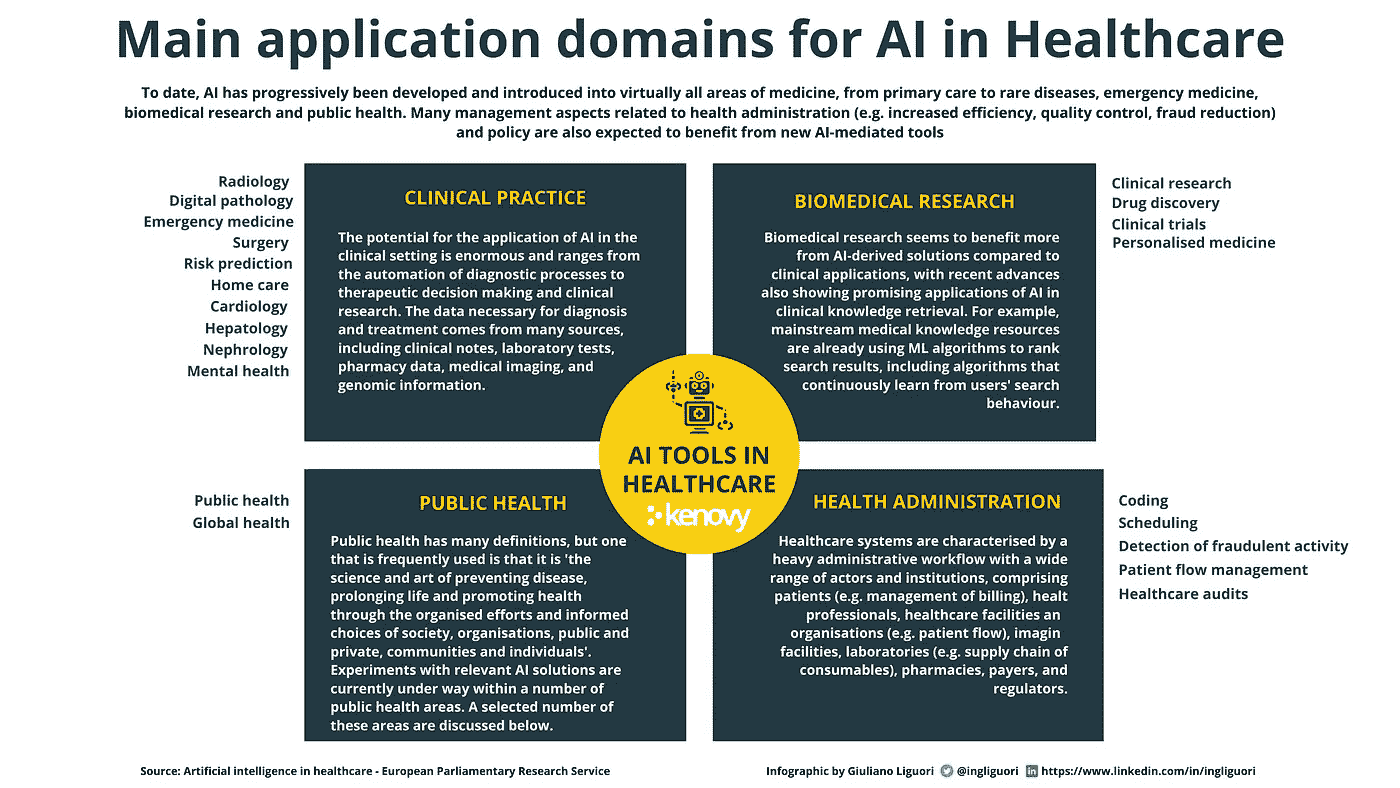 Main application domains for AI in Healthcare
To date, AI has progressively been developed and introduced into virtually all areas of medicine, from primary care to rare diseases, emergency medicine,
biomedical research and public health. Many management aspects related to health administration (e.g. increased efficiency, quality control, fraud reduction)
and policy are also expected to benefit from new AI-mediated tools
Radiology
Digital pathology
Emergency medicine
Surgery
Risk prediction
Home care
Cardiology
Hepatology
Nephrology
Mental health
CLINICAL PRACTICE
The potential for the application of AI in the
clinical setting is enormous and ranges from
the automation of diagnostic processes to
therapeutic decision making and clinical
research. The data necessary for diagnosis
and treatment comes from many sources,
including clinical notes, laboratory tests,
pharmacy data, medical imaging, and
genomic information.
BIOMEDICAL RESEARCH
Biomedical research seems to benefit more
from AI-derived solutions compared to
clinical applications, with recent advances
also showing promising applications of AI in
clinical knowledge retrieval. For example,
mainstream medical knowledge resources
are already using ML algorithms to rank
search results, including algorithms that
continuously learn from users' search
behaviour.
Clinical research
Drug discovery
Clinical trials
Personalised medicine
AI TOOLS IN
HEALTHCARE
kenovy
Public health
Global health
PUBLIC HEALTH
Public health has many definitions, but one
that is frequently used is that it is 'the
science and art of preventing disease,
prolonging life and promoting health
through the organised efforts and informed
choices of society, organisations, public and
private, communities and individuals'.
Experiments with relevant AI solutions are
currently under way within a number of
public health areas. A selected number of
these areas are discussed below.
HEALTH ADMINISTRATION
Healthcare systems are characterised by a
heavy administrative workflow with a wide
range of actors and institutions, comprising
patients (e.g. management of billing), healt
professionals, healthcare facilities an
organisations (e.g. patient flow), imagin
facilities, laboratories (e.g. supply chain of
consumables), pharmacies, payers, and
regulators.
Coding
Scheduling
Detection of fraudulent activity
Patient flow management
Healthcare audits
Source: Artificial intelligence in healthcare - European Parliamentary Research Service
Infographic by Giuliano Liguori @ingliguori https://www.linkedin.com/in/ingliguori